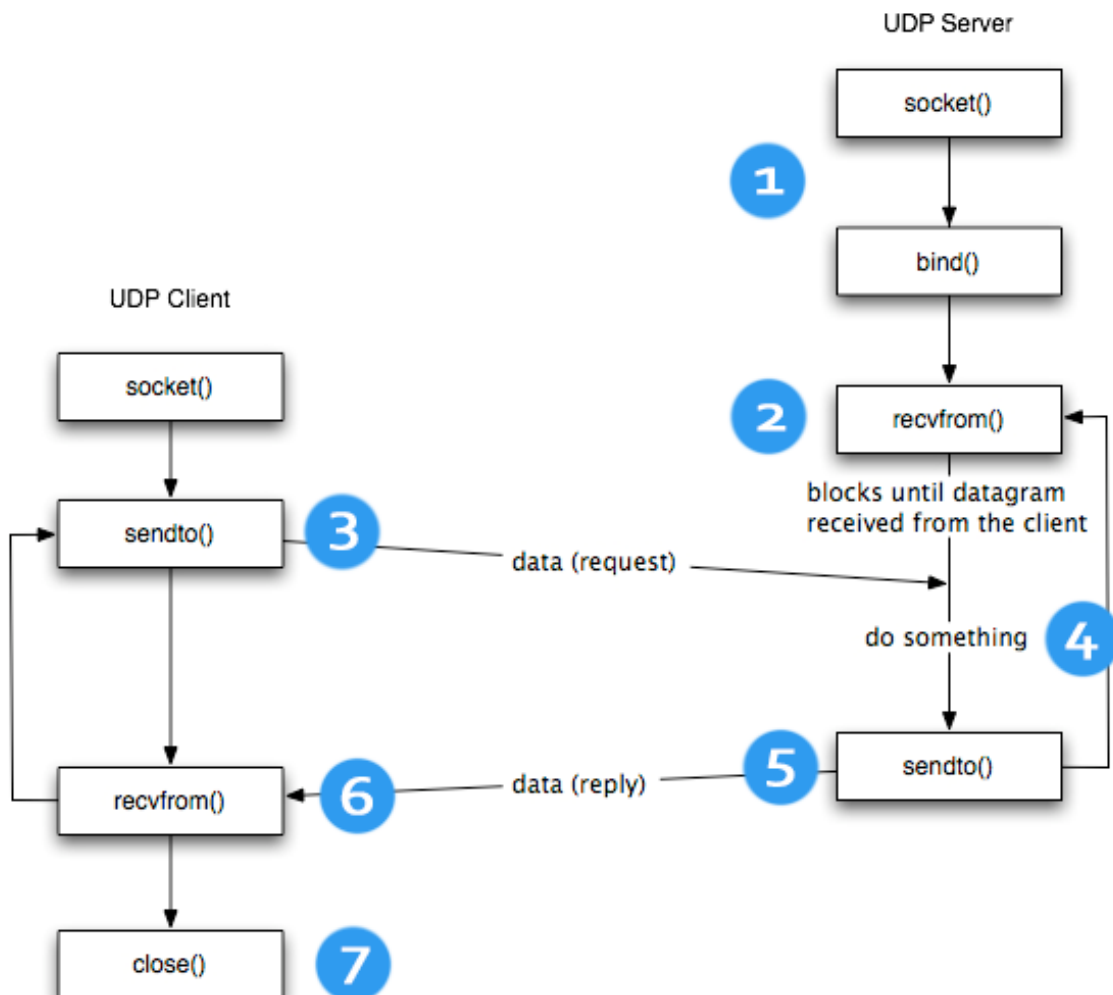 UDP Server
socket()
1
bind()
UDP Client
socket()
2
recvfrom()
blocks until datagram
received from the client
sendto()
3
data (request)
do something
4
sendto()
5
data (reply)
6
recvfrom()
close()
7